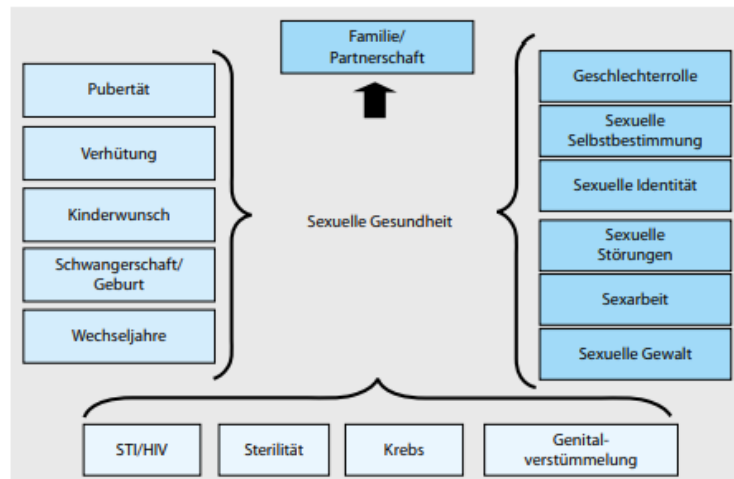 Familie/
Partnerschaft
Pubertät
Verhütung
Kinderwunsch
Schwangerschaft/
Geburt
Wechseljahre
Sexuelle Gesundheit
Geschlechterrolle
Sexuelle
Selbstbestimmung
Sexuelle Identität
Sexuelle
Störungen
Sexarbeit
Sexuelle Gewalt
STI/HIV
Sterilität
Krebs
Genital-
verstümmelung